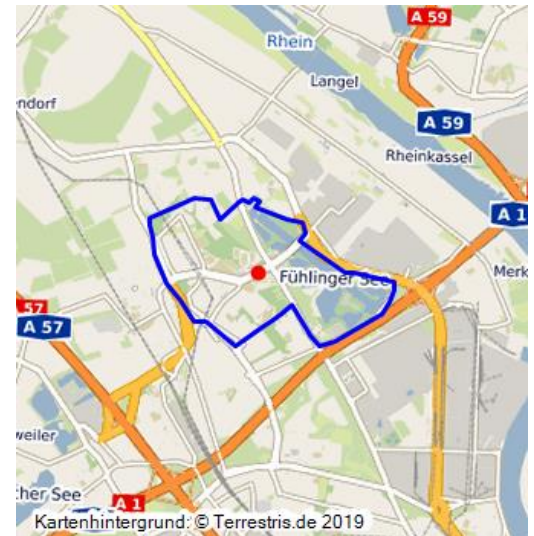 A 59
Rhein
Langel
endorf
A 59
Rheinkassel
A 1
Fühlinger See
Merk
57
A 57
weiler
cher See
A 1
Kartenhintergrund: © Terrestris.de 2019